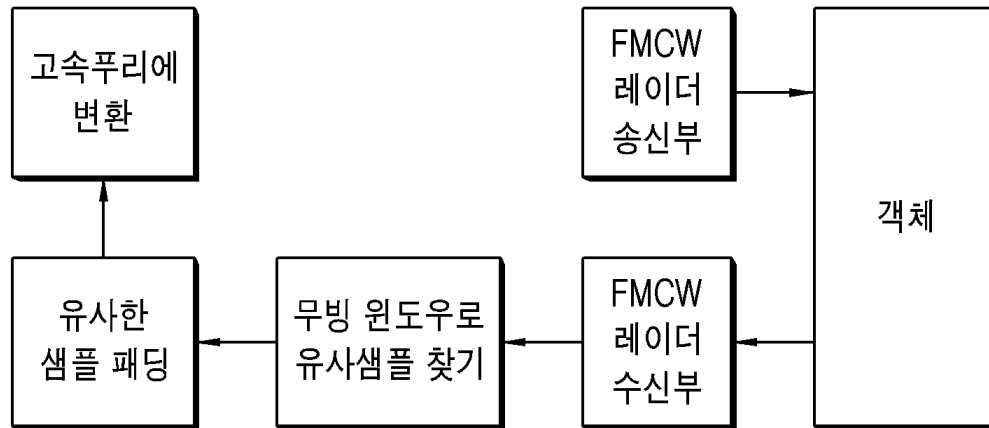 고속푸리에
변환
FMCW
레이더
송신부
객체
유사한
샘플 패딩
무빙 윈도우로
유사샘플 찾기
FMCW
레이더
수신부